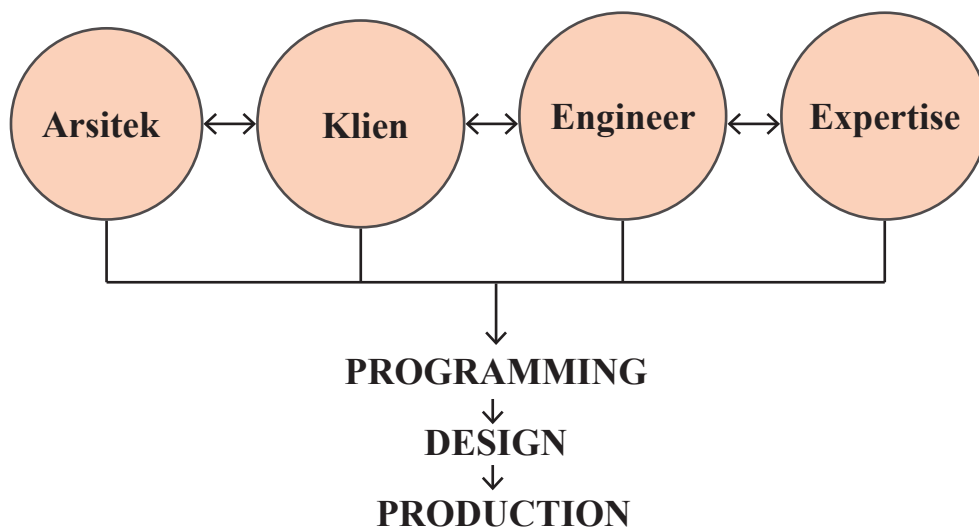 Arsitek
Klien
Engineer
Expertise
PROGRAMMING
DESIGN
PRODUCTION